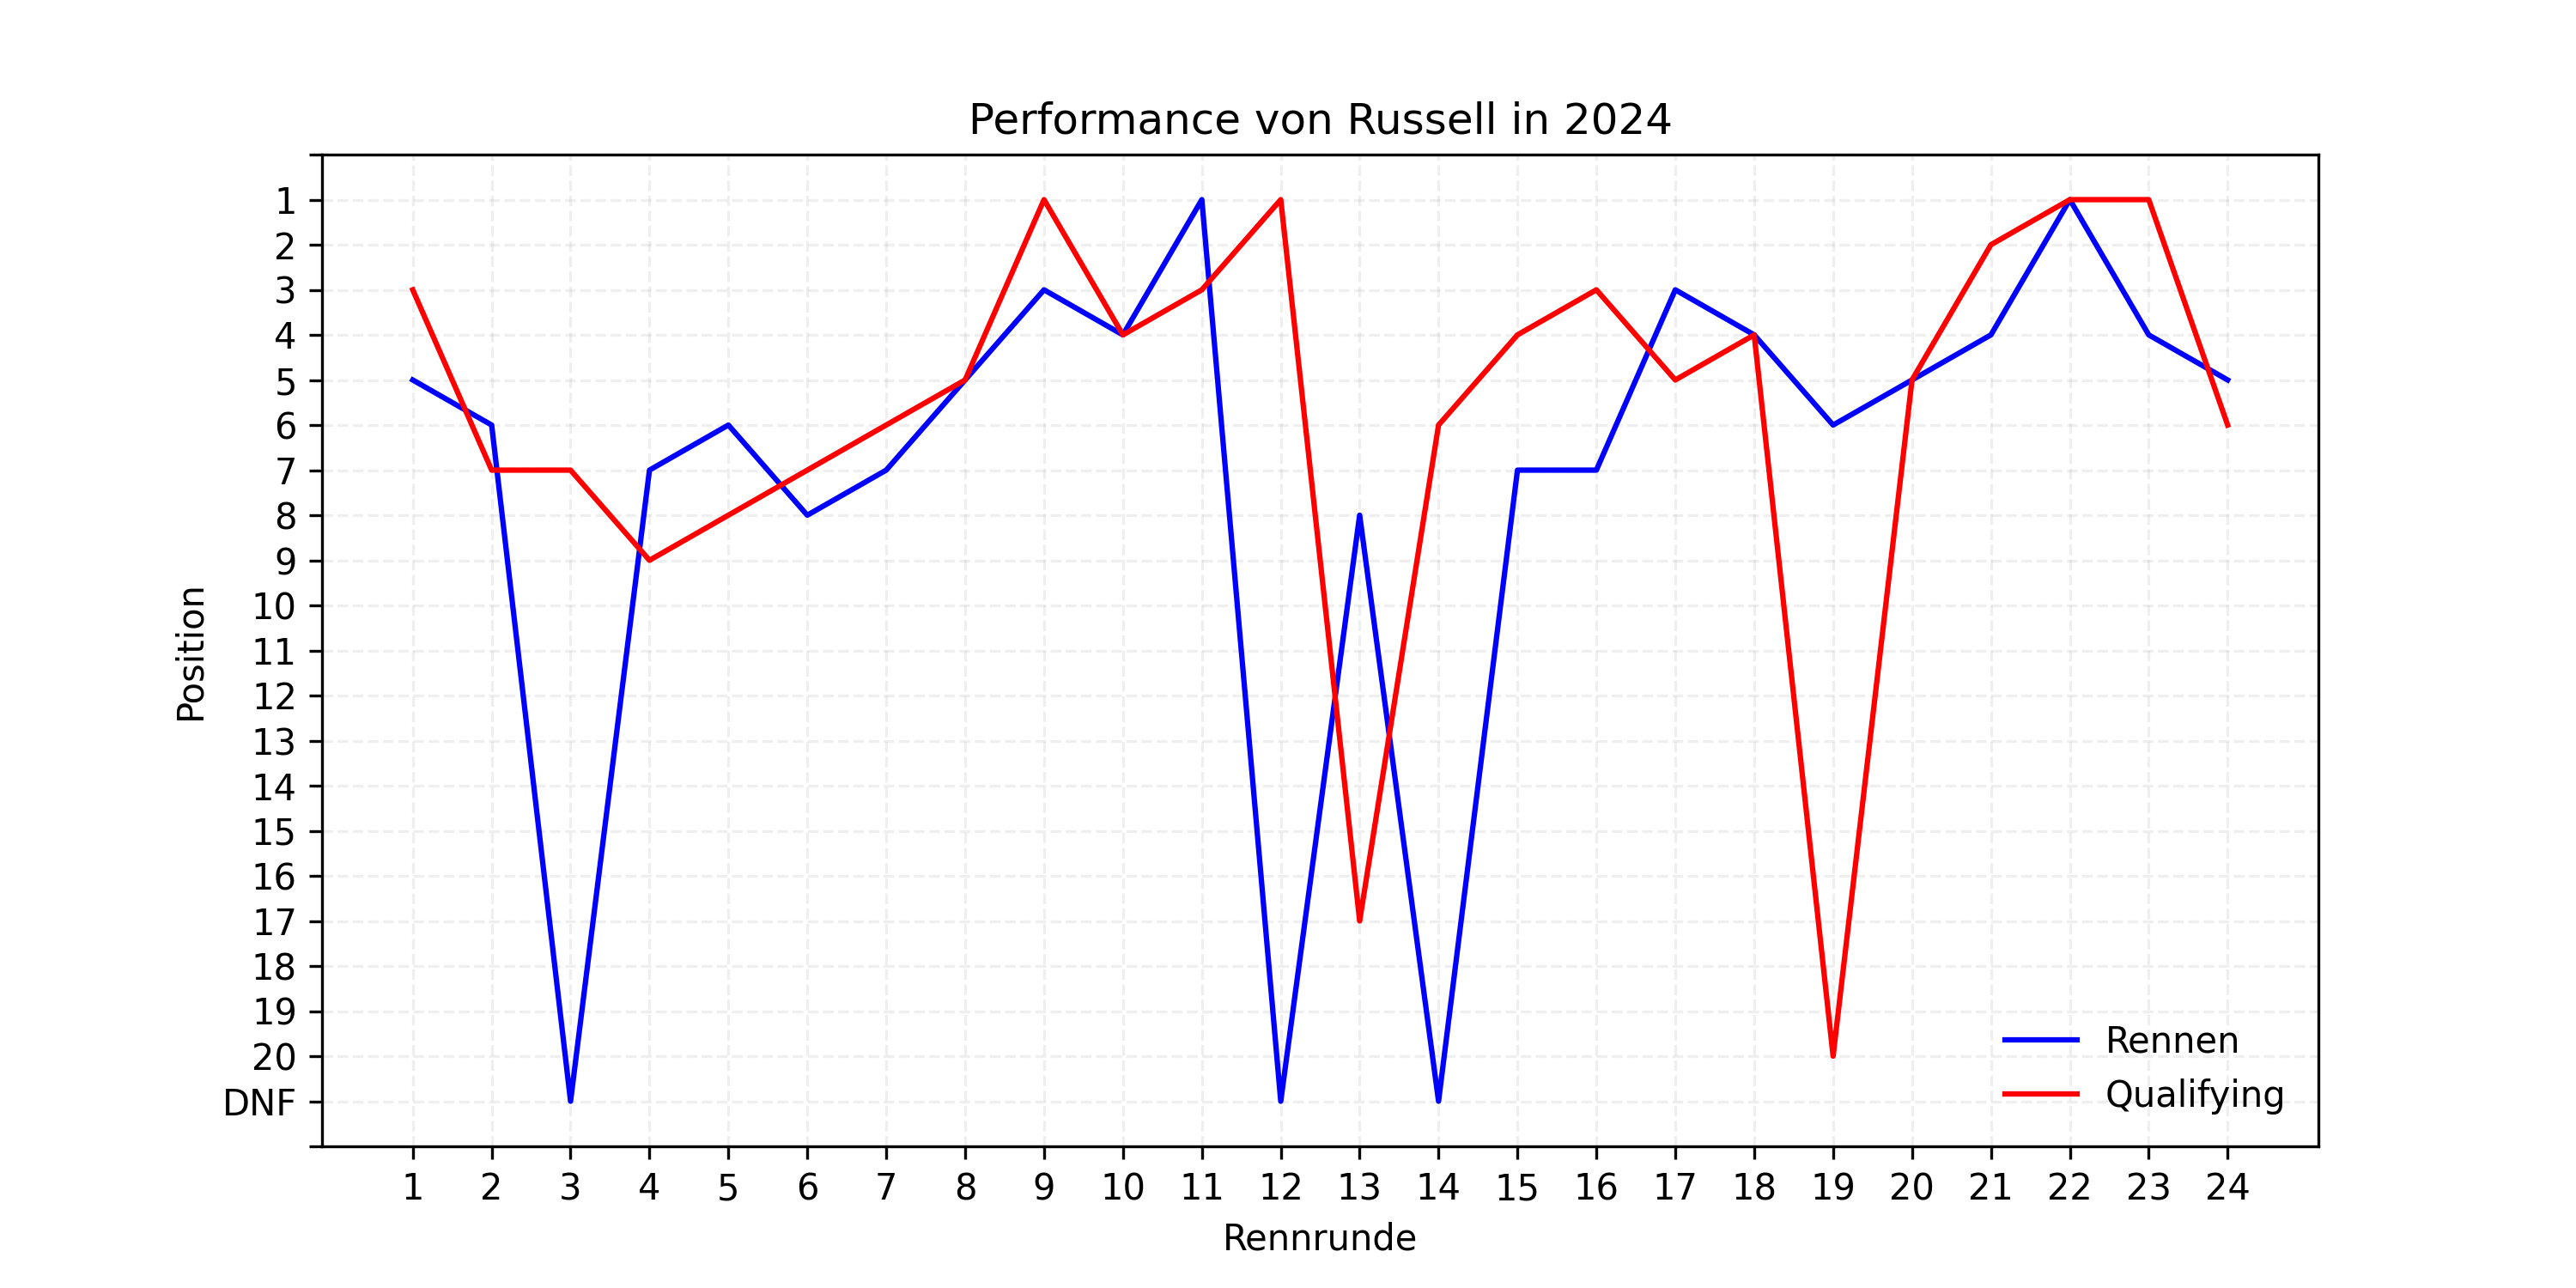 Performance von Russell in 2024
Position
1
2
3
4
5
6
7
8
9
10
11
12
13
14
15
16
17
18
19
20
DNF
Rennen
Qualifying
1 2 3 4 5 6 7 8 9 10 11 12 13 14 15 16 17 18 19 20 21 22 23 24
Rennrunde